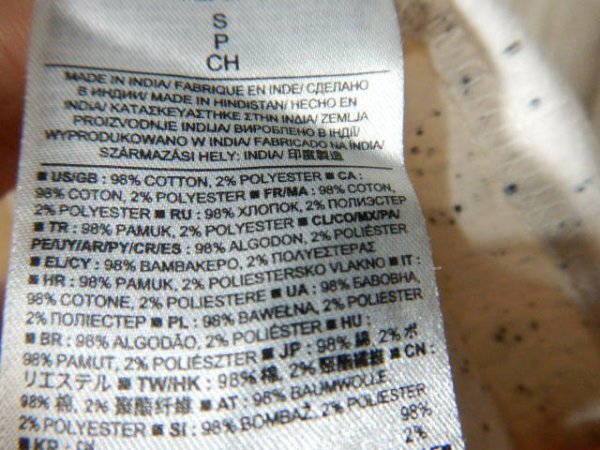 S
P
CH
MADE IN INDIA/ FABRIQUE EN INDE/ СДЕЛАНО
В ИНДИИ/ MADE IN HINDISTAN/ HECHO EN
INDIA/ ΚΑΤΑΣΚΕΥΑΣΤΗΚΕ ΣΤΗΝ ΙΝΔΙΑ/ ZEMLJA
PROIZVODNJE INDIJA/ ВИРОБЛЕНО В ІНДІЇ/
WYPRODUKOWANO W INDIA/ FABRICADO NA ÍNDIA/
SZÁRMAZÁSI HELY: INDIA/ 印度製造
■ US/GB : 98% COTTON, 2% POLYESTER ■ CA :
98% COTON, 2% POLYESTER ■ FR/MA : 98% COTON,
2% POLYESTER ■ RU : 98% ХЛОПОК, 2% ПОЛИЭСТЕР
■ TR : 98% PAMUK, 2% POLYESTER ■ CL/CO/MX/PA/
PE/UY/AR/PY/CR/ES : 98% ALGODON, 2% POLYESTER
■ EL/CY : 98% ΒΑΜΒΑΚΕΡΟ, 2% ΠΟΛΥΕΣΤΕΡΑΣ
■ HR : 98% PAMUK, 2% POLIESTERSKO VLAKNO ■ IT :
98% COTONE, 2% POLIESTERE ■ UA : 98% БАВОВНА,
2% ПОЛІЕСТЕР ■ PL : 98% BAWEŁNA, 2% POLIESTER
■ BR : 98% ALGODÃO, 2% POLIÉSTER ■ HU :
98% PAMUT, 2% POLIÉSZTER ■ JP : 98% 綿, 2% ポ
リエステル ■ TW/HK : 98% 棉, 2% 聚酯纖維 ■ CN :
98% 棉, 2% 聚酯纤维 ■ AT : 98% BAUMWOLLE,
2% POLYESTER ■ SI : 98% BOMBAŽ, 2% POLIESTER
■ KR : 98%
2%